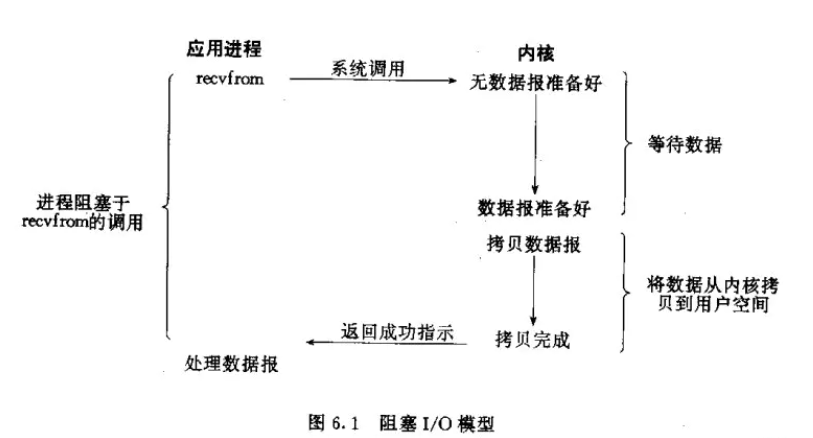 应用进程
内核
recvfrom
系统调用
无数据报准备好
等待数据
进程阻塞于
recvfrom的调用
数据报准备好
拷贝数据报
将数据从内核拷
贝到用户空间
返回成功指示
拷贝完成
处理数据报
图 6.1 阻塞 I/O 模型